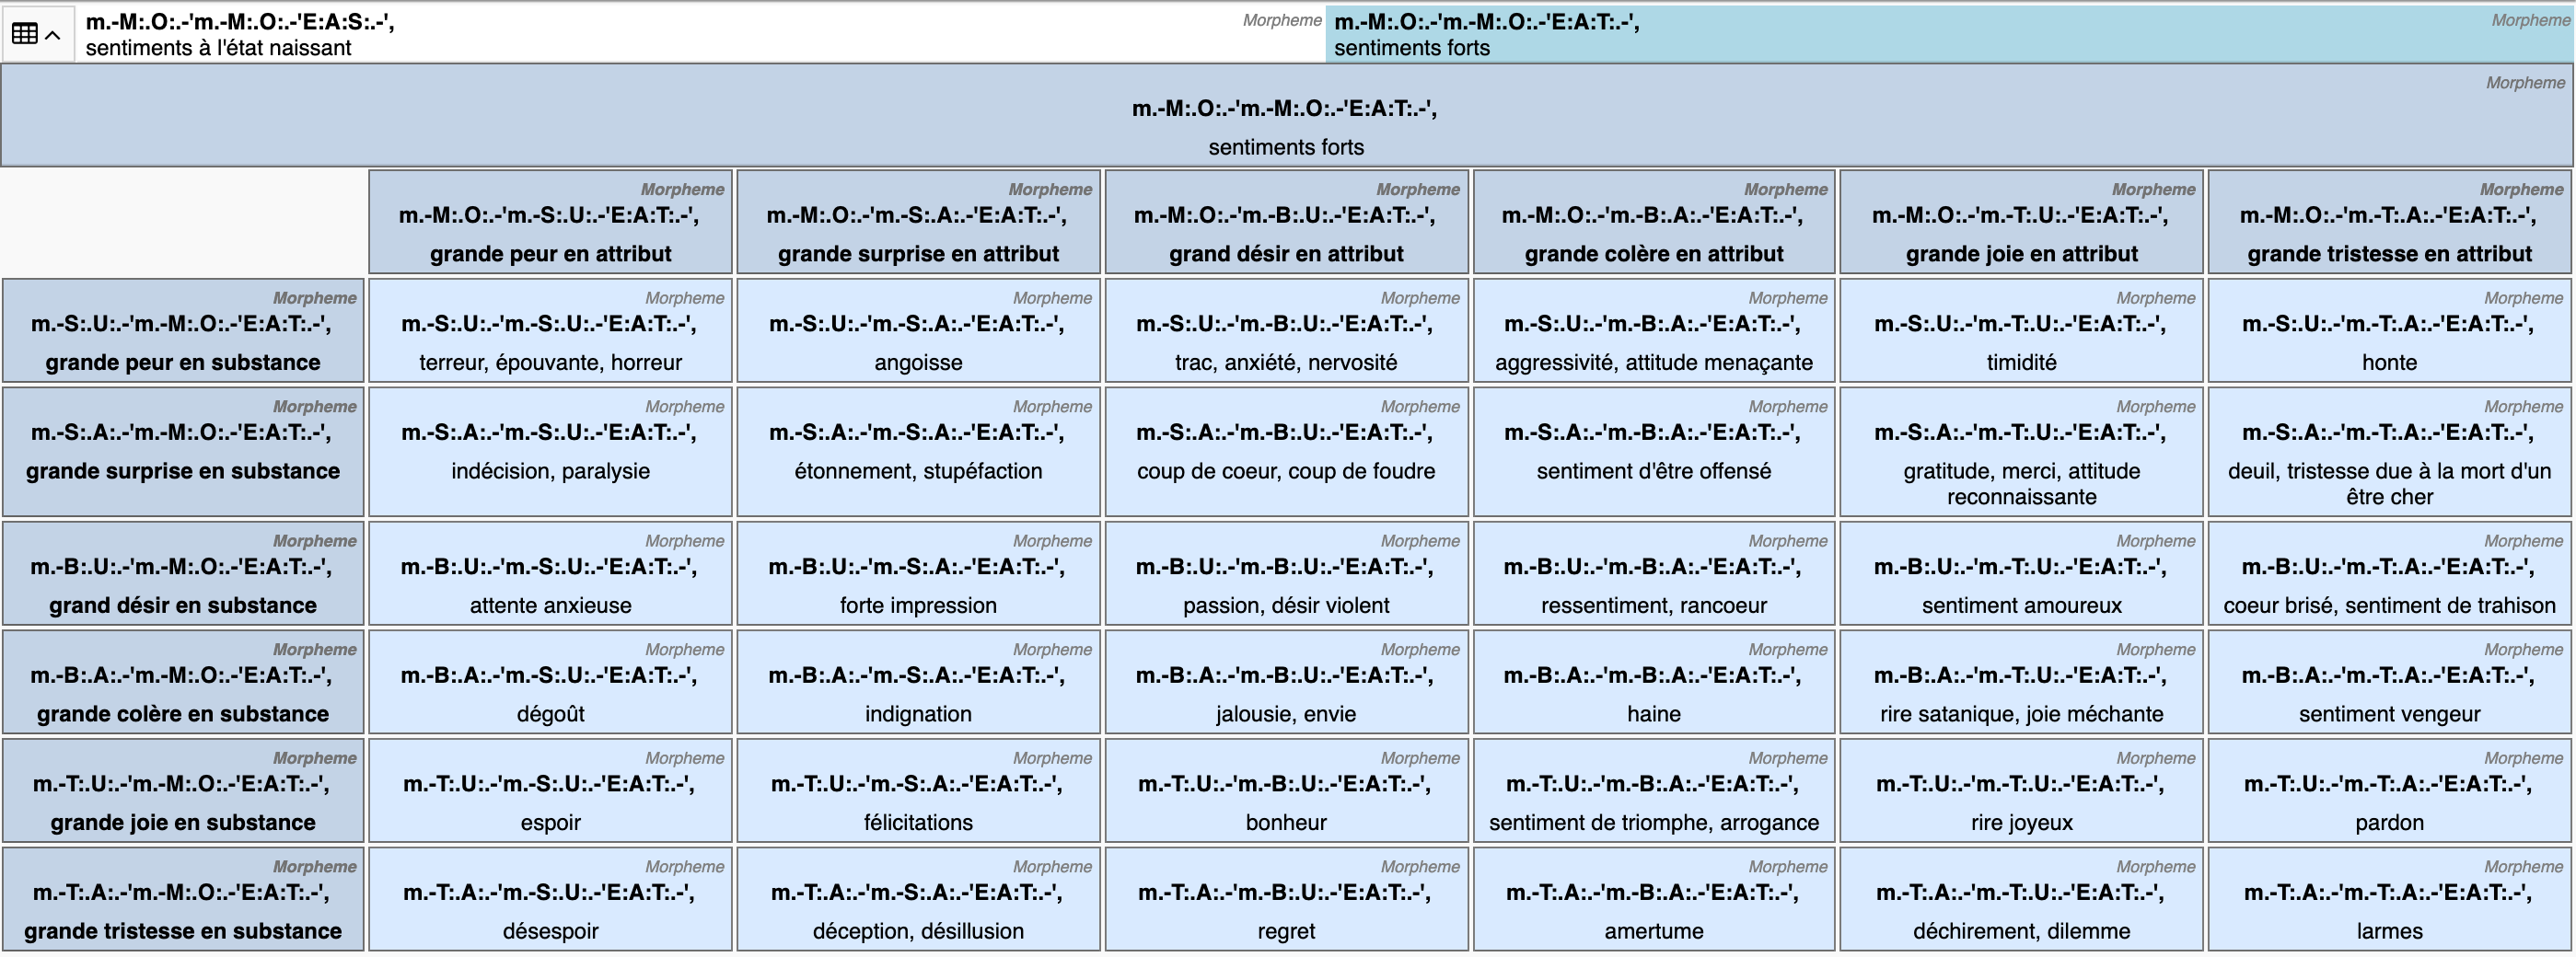 m.-M:.O:.-'m.-M:.O:.-'E:A:S:.-', Morpheme
sentiments à l'état naissant
m.-M:.O:.-'m.-M:.O:.-'E:A:T:.-', Morpheme
sentiments forts
Morpheme
m.-M:.O:.-'m.-M:.O:.-'E:A:T:.-',
sentiments forts
Morpheme
m.-M:.O:.-'m.-S:.U:.-'E:A:T:.-',
grande peur en attribut
Morpheme
m.-M:.O:.-'m.-S:.A:.-'E:A:T:.-',
grande surprise en attribut
Morpheme
m.-M:.O:.-'m.-B:.U:.-'E:A:T:.-',
grand désir en attribut
Morpheme
m.-M:.O:.-'m.-B:.A:.-'E:A:T:.-',
grande colère en attribut
Morpheme
m.-M:.O:.-'m.-T:.U:.-'E:A:T:.-',
grande joie en attribut
Morpheme
m.-M:.O:.-'m.-T:.A:.-'E:A:T:.-',
grande tristesse en attribut
Morpheme
m.-S:.U:.-'m.-M:.O:.-'E:A:T:.-',
grande peur en substance
Morpheme
m.-S:.U:.-'m.-S:.U:.-'E:A:T:.-',
terreur, épouvante, horreur
Morpheme
m.-S:.U:.-'m.-S:.A:.-'E:A:T:.-',
angoisse
Morpheme
m.-S:.U:.-'m.-B:.U:.-'E:A:T:.-',
trac, anxiété, nervosité
Morpheme
m.-S:.U:.-'m.-B:.A:.-'E:A:T:.-',
aggressivité, attitude menaçante
Morpheme
m.-S:.U:.-'m.-T:.U:.-'E:A:T:.-',
timidité
Morpheme
m.-S:.U:.-'m.-T:.A:.-'E:A:T:.-',
honte
Morpheme
m.-S:.A:.-'m.-M:.O:.-'E:A:T:.-',
grande surprise en substance
Morpheme
m.-S:.A:.-'m.-S:.U:.-'E:A:T:.-',
indécision, paralysie
Morpheme
m.-S:.A:.-'m.-S:.A:.-'E:A:T:.-',
étonnement, stupéfaction
Morpheme
m.-S:.A:.-'m.-B:.U:.-'E:A:T:.-',
coup de coeur, coup de foudre
Morpheme
m.-S:.A:.-'m.-B:.A:.-'E:A:T:.-',
sentiment d'être offensé
Morpheme
m.-S:.A:.-'m.-T:.U:.-'E:A:T:.-',
gratitude, merci, attitude
reconnaissante
Morpheme
m.-S:.A:.-'m.-T:.A:.-'E:A:T:.-',
deuil, tristesse due à la mort d'un
être cher
Morpheme
m.-B:.U:.-'m.-M:.O:.-'E:A:T:.-',
grand désir en substance
Morpheme
m.-B:.U:.-'m.-S:.U:.-'E:A:T:.-',
attente anxieuse
Morpheme
m.-B:.U:.-'m.-S:.A:.-'E:A:T:.-',
forte impression
Morpheme
m.-B:.U:.-'m.-B:.U:.-'E:A:T:.-',
passion, désir violent
Morpheme
m.-B:.U:.-'m.-B:.A:.-'E:A:T:.-',
ressentiment, rancoeur
Morpheme
m.-B:.U:.-'m.-T:.U:.-'E:A:T:.-',
sentiment amoureux
Morpheme
m.-B:.U:.-'m.-T:.A:.-'E:A:T:.-',
coeur brisé, sentiment de trahison
Morpheme
m.-B:.A:.-'m.-M:.O:.-'E:A:T:.-',
grande colère en substance
Morpheme
m.-B:.A:.-'m.-S:.U:.-'E:A:T:.-',
dégoût
Morpheme
m.-B:.A:.-'m.-S:.A:.-'E:A:T:.-',
indignation
Morpheme
m.-B:.A:.-'m.-B:.U:.-'E:A:T:.-',
jalousie, envie
Morpheme
m.-B:.A:.-'m.-B:.A:.-'E:A:T:.-',
haine
Morpheme
m.-B:.A:.-'m.-T:.U:.-'E:A:T:.-',
rire satanique, joie méchante
Morpheme
m.-B:.A:.-'m.-T:.A:.-'E:A:T:.-',
sentiment vengeur
Morpheme
m.-T:.U:.-'m.-M:.O:.-'E:A:T:.-',
grande joie en substance
Morpheme
m.-T:.U:.-'m.-S:.U:.-'E:A:T:.-',
espoir
Morpheme
m.-T:.U:.-'m.-S:.A:.-'E:A:T:.-',
félicitations
Morpheme
m.-T:.U:.-'m.-B:.U:.-'E:A:T:.-',
bonheur
Morpheme
m.-T:.U:.-'m.-B:.A:.-'E:A:T:.-',
sentiment de triomphe, arrogance
Morpheme
m.-T:.U:.-'m.-T:.U:.-'E:A:T:.-',
rire joyeux
Morpheme
m.-T:.U:.-'m.-T:.A:.-'E:A:T:.-',
pardon
Morpheme
m.-T:.A:.-'m.-M:.O:.-'E:A:T:.-',
grande tristesse en substance
Morpheme
m.-T:.A:.-'m.-S:.U:.-'E:A:T:.-',
désespoir
Morpheme
m.-T:.A:.-'m.-S:.A:.-'E:A:T:.-',
déception, désillusion
Morpheme
m.-T:.A:.-'m.-B:.U:.-'E:A:T:.-',
regret
Morpheme
m.-T:.A:.-'m.-B:.A:.-'E:A:T:.-',
amertume
Morpheme
m.-T:.A:.-'m.-T:.U:.-'E:A:T:.-',
déchirement, dilemme
Morpheme
m.-T:.A:.-'m.-T:.A:.-'E:A:T:.-',
larmes